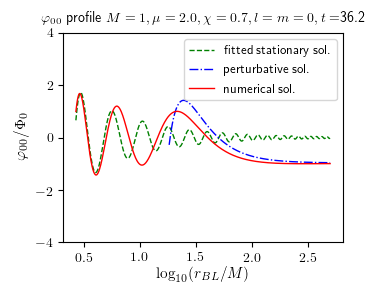 φ₀₀ profile M = 1, μ = 2.0, χ = 0.7, l = m = 0, t =36.2
fitted stationary sol.
perturbative sol.
numerical sol.
φ₀₀/Φ₀
4
2
0
−2
−4
0.5 1.0 1.5 2.0 2.5
log₁₀(r_BL/M)